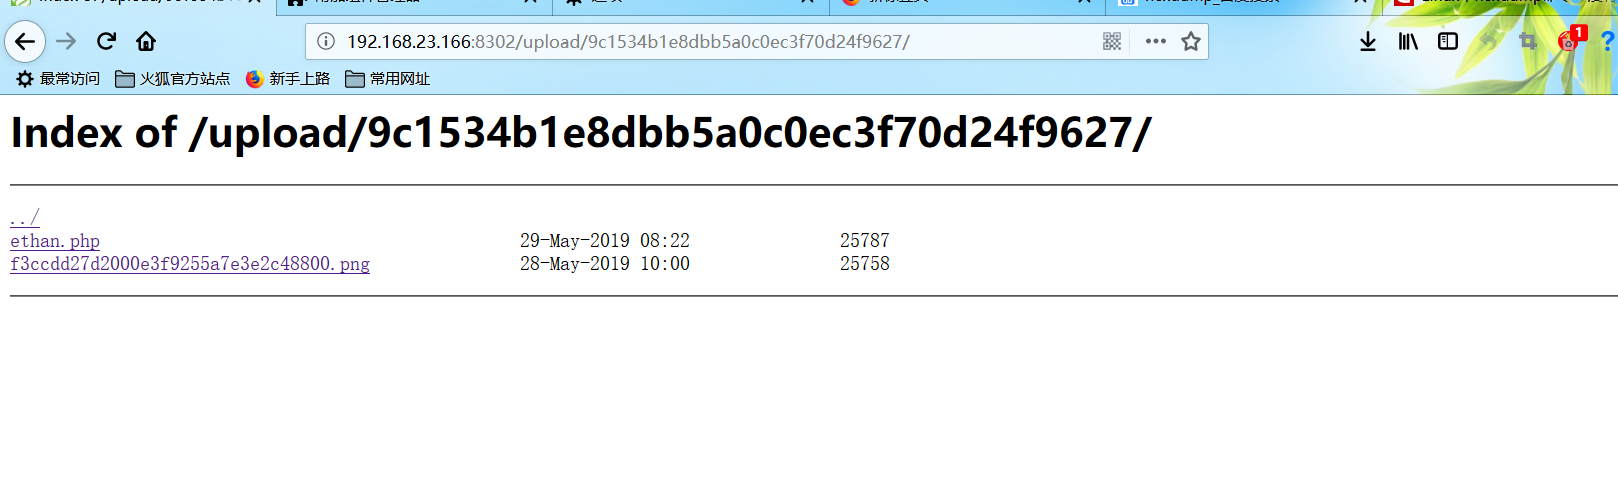 192.168.23.166:8302/upload/9c1534b1e8dbb5a0c0ec3f70d24f9627/
1
最常访问 火狐官方站点 新手上路 常用网址
Index of /upload/9c1534b1e8dbb5a0c0ec3f70d24f9627/
../
ethan.php 29-May-2019 08:22 25787
f3ccdd27d2000e3f9255a7e3e2c48800.png 28-May-2019 10:00 25758